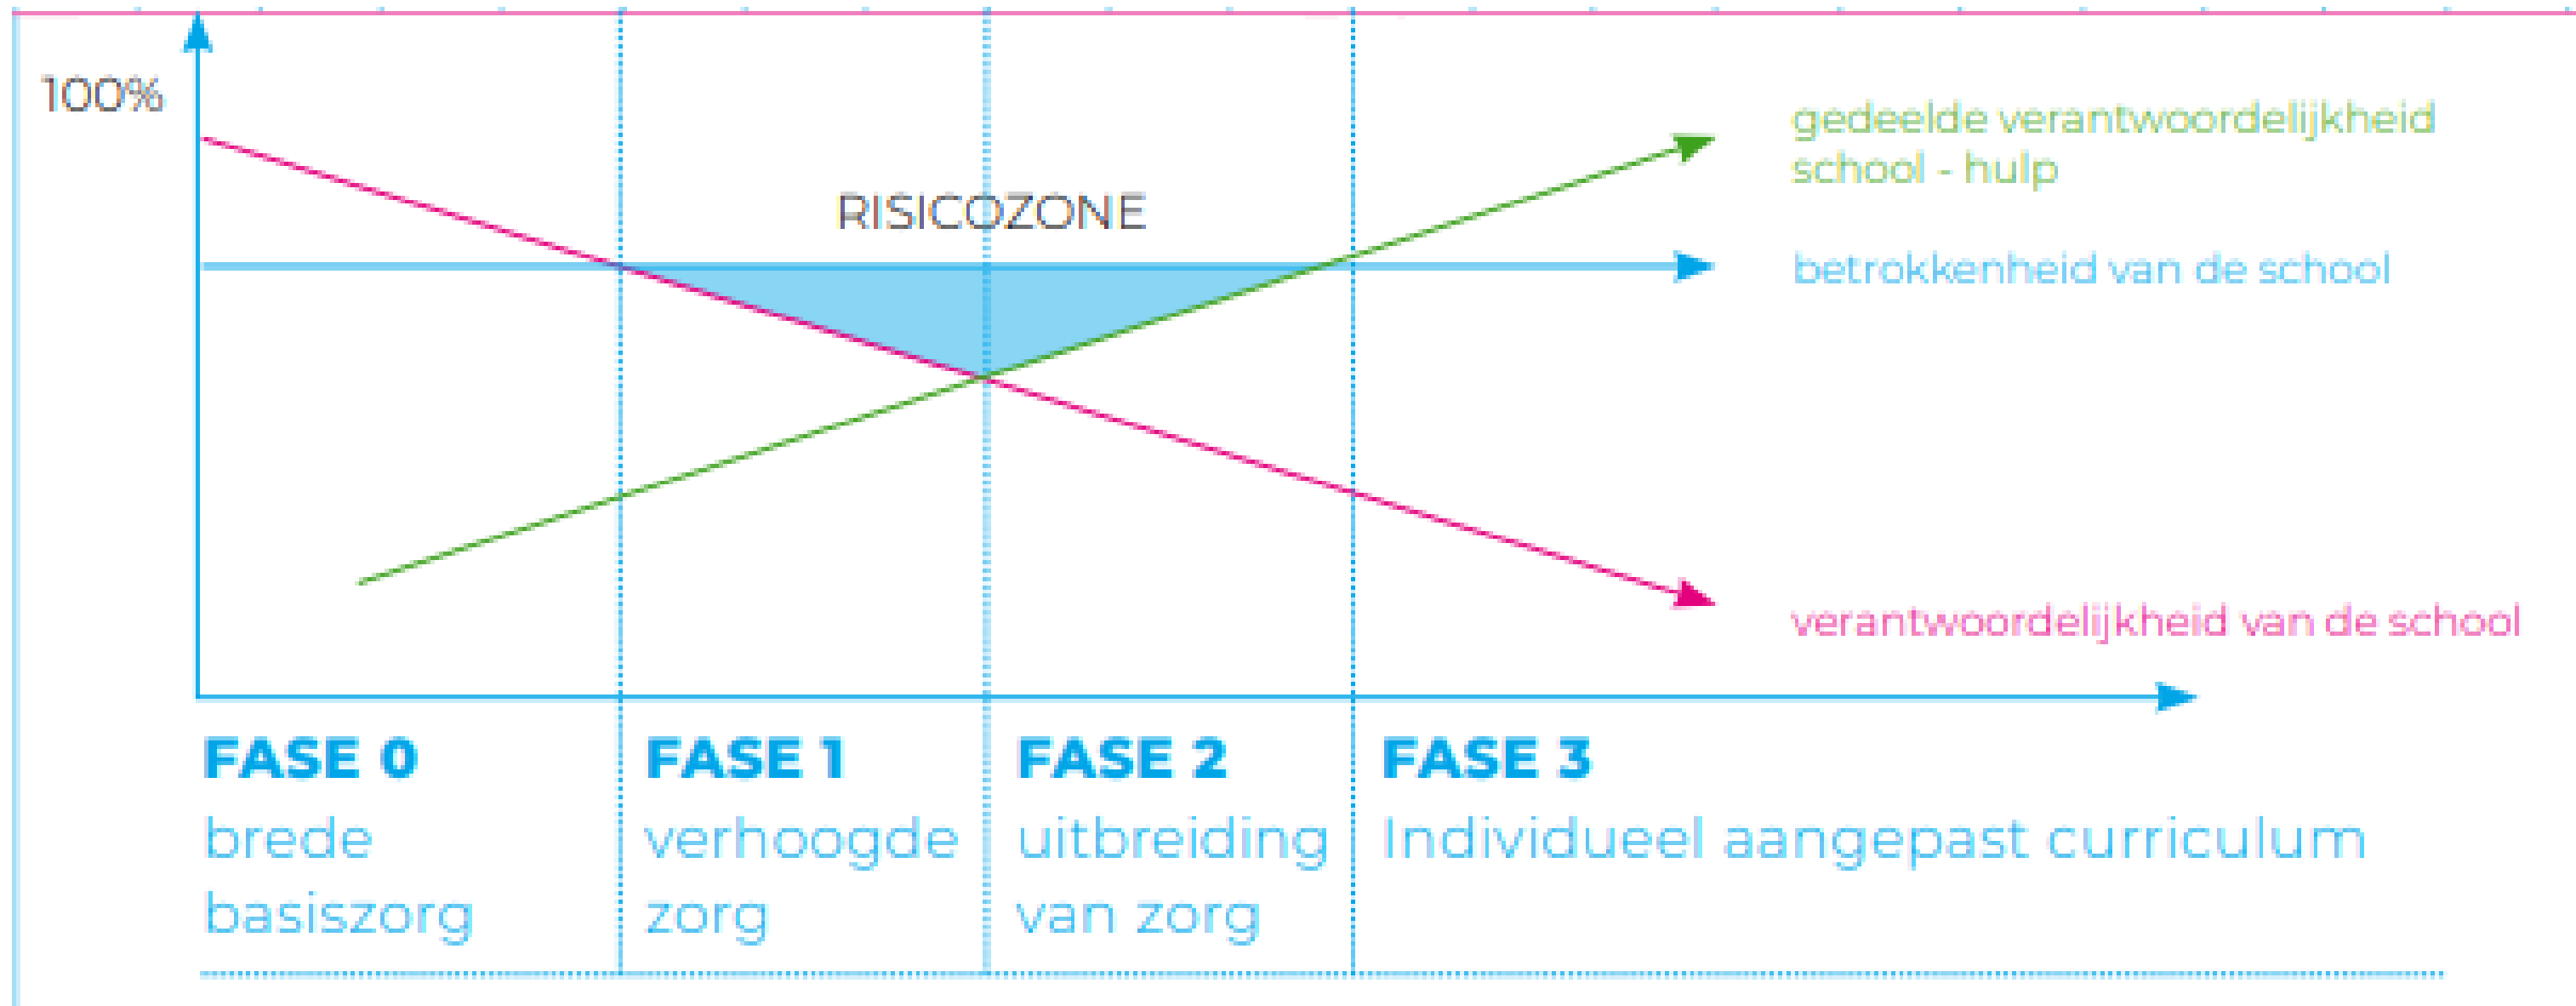 100%
gedeelde verantwoordelijkheid
school - hulp
RISICOZONE
betrokkenheid van de school
verantwoordelijkheid van de school
FASE 0
brede
basiszorg
FASE 1
verhoogde
zorg
FASE 2
uitbreiding
van zorg
FASE 3
Individueel aangepast curriculum